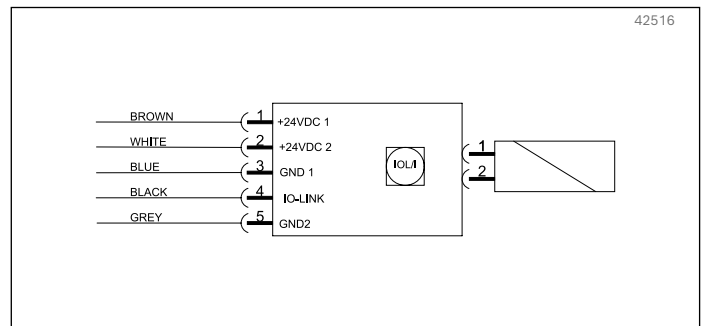 42516
BROWN 1 +24VDC 1
WHITE 2 +24VDC 2
BLUE 3 GND 1
BLACK 4 IO-LINK
GREY 5 GND2
IOL/I
1
2